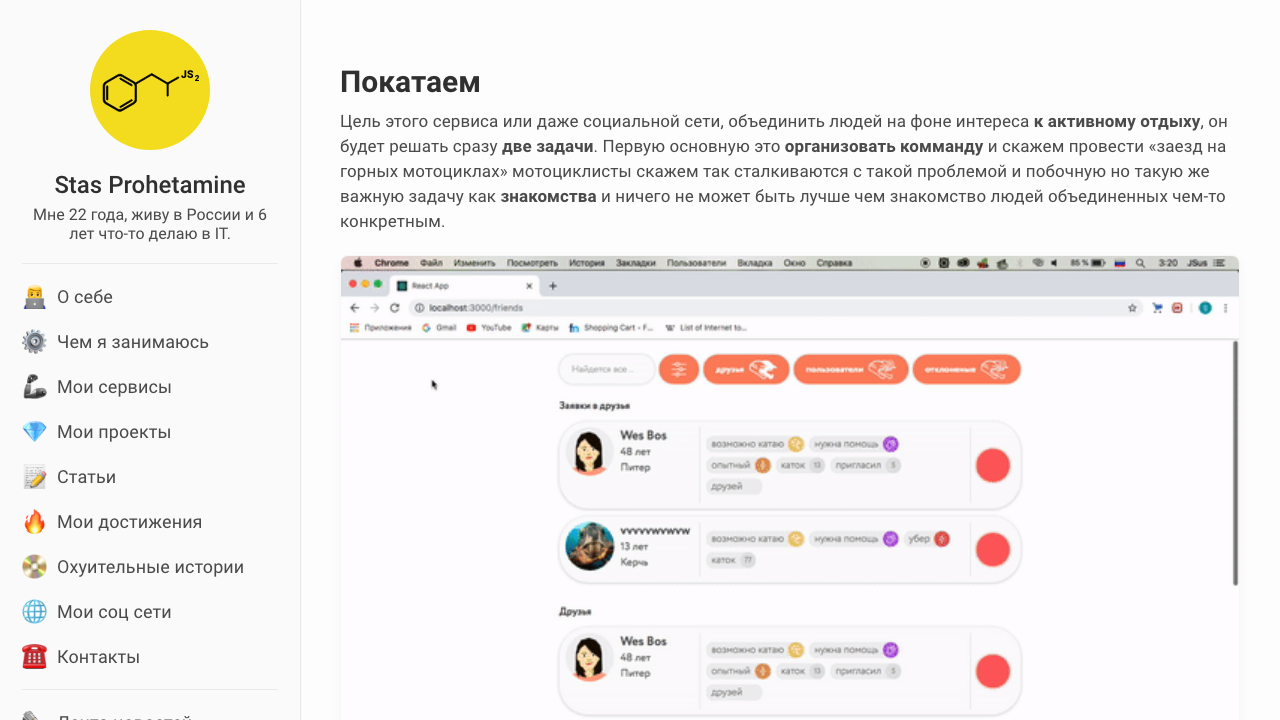 JS2
Stas Prohetamine
Мне 22 года, живу в России и 6
лет что-то делаю в IT.
О себе
Чем я занимаюсь
Мои сервисы
Мои проекты
Статьи
Мои достижения
Охуительные истории
Мои соц сети
Контакты
Лента новостей
Покатаем
Цель этого сервиса или даже социальной сети, объединить людей на фоне интереса к активному отдыху, он
будет решать сразу две задачи. Первую основную это организовать комманду и скажем провести «заезд на
горных мотоциклах» мотоциклисты скажем так сталкиваются с такой проблемой и побочную но такую же
важную задачу как знакомства и ничего не может быть лучше чем знакомство людей объединенных чем-то
конкретным.
Chrome Файл Изменить Посмотреть История Закладки Пользователи Вкладка Окно Справка 85 % 3:20 JSus
React App
localhost:3000/friends
Приложения Gmail YouTube Карты Shopping Cart - F... List of Internet to...
Найдется все... друзья пользователи отклоненые
Заявки в друзья
Wes Bos
48 лет
Питер
возможно катаю нужна помощь
опытный каток 13 пригласил 5
друзей
vvvvvwvwvw
13 лет
Керчь
возможно катаю нужна помощь убер
каток 77
Друзья
Wes Bos
48 лет
Питер
возможно катаю нужна помощь
опытный каток 13 пригласил 5
друзей